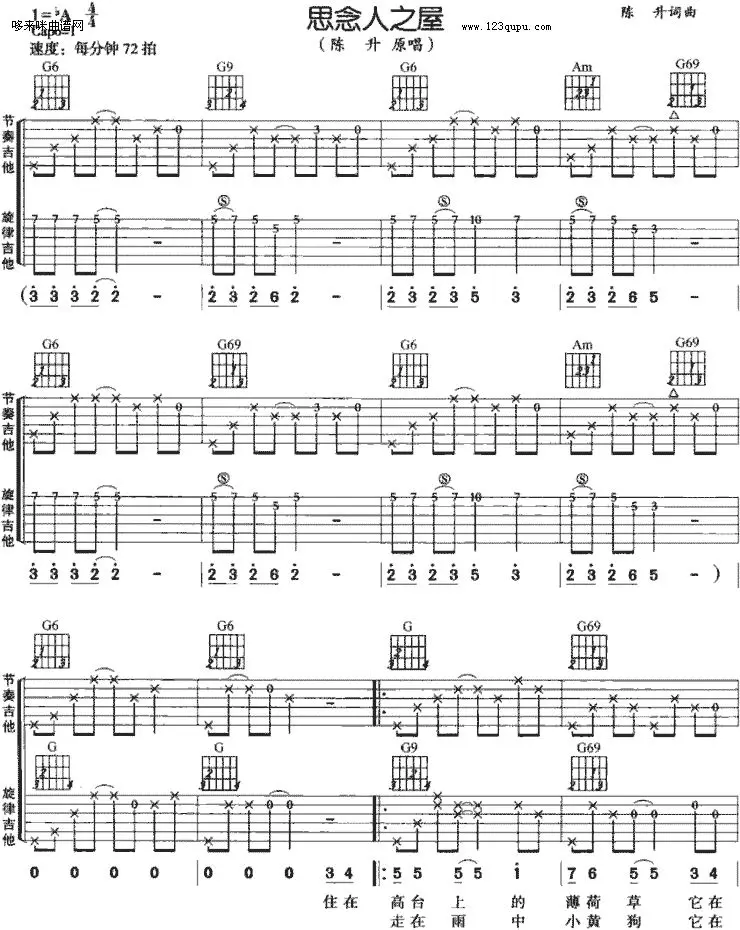 1=♭A 4/4
思念人之屋
陈 升词曲
哆来咪曲谱网
www.123qupu.com
Capo=1
速度：每分钟72拍
（陈 升 原唱）
G6 G9 G6 Am G69
节奏吉他
7 7 7 5 5 - 5 7 5 5 5 - 5 7 5 7 10 7 5 7 5 5 3 -
旋律吉他
(3 3 3 2 2 - | 2 3 2 6 2 - | 2 3 2 3 5 3 | 2 3 2 6 5 - |
G6 G69 G6 Am G69
节奏吉他
7 7 7 5 5 - 5 7 5 5 5 - 5 7 5 7 10 7 5 7 5 5 3 -
旋律吉他
3 3 3 2 2 - | 2 3 2 6 2 - | 2 3 2 3 5 3 | 2 3 2 6 5 - )
G6 G6 G G69
节奏吉他
G G G9 G69
旋律吉他
0 0 0 0 | 0 0 0 3 4 |: 5 5 5 5 1 | 7 6 5 5 3 4
住在 高台上的 薄荷草 它在
走在雨中 小黄狗 它在